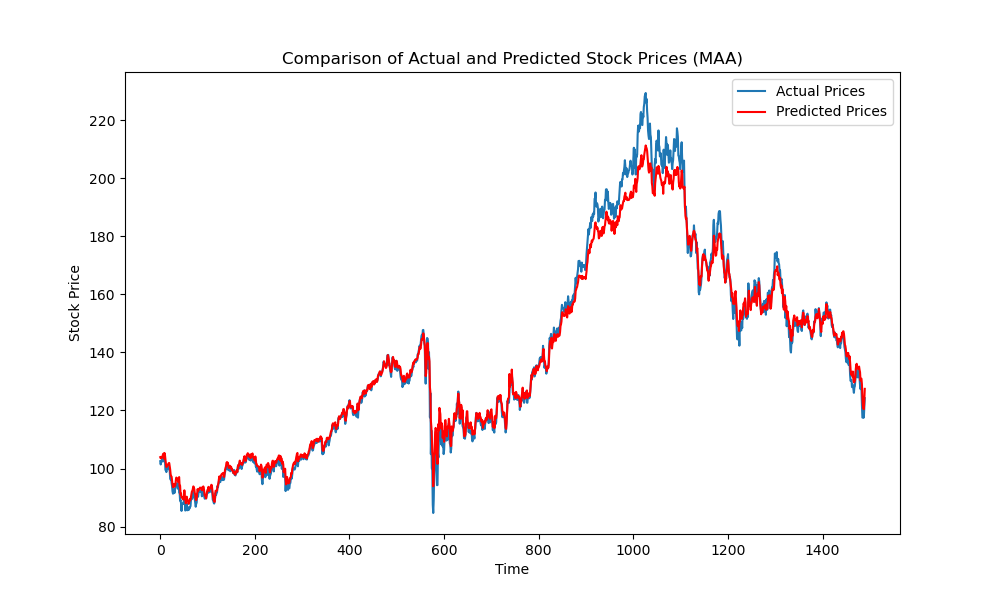 Comparison of Actual and Predicted Stock Prices (MAA)
Actual Prices
Predicted Prices
Stock Price
220
200
180
160
140
120
100
80
0 200 400 600 800 1000 1200 1400
Time